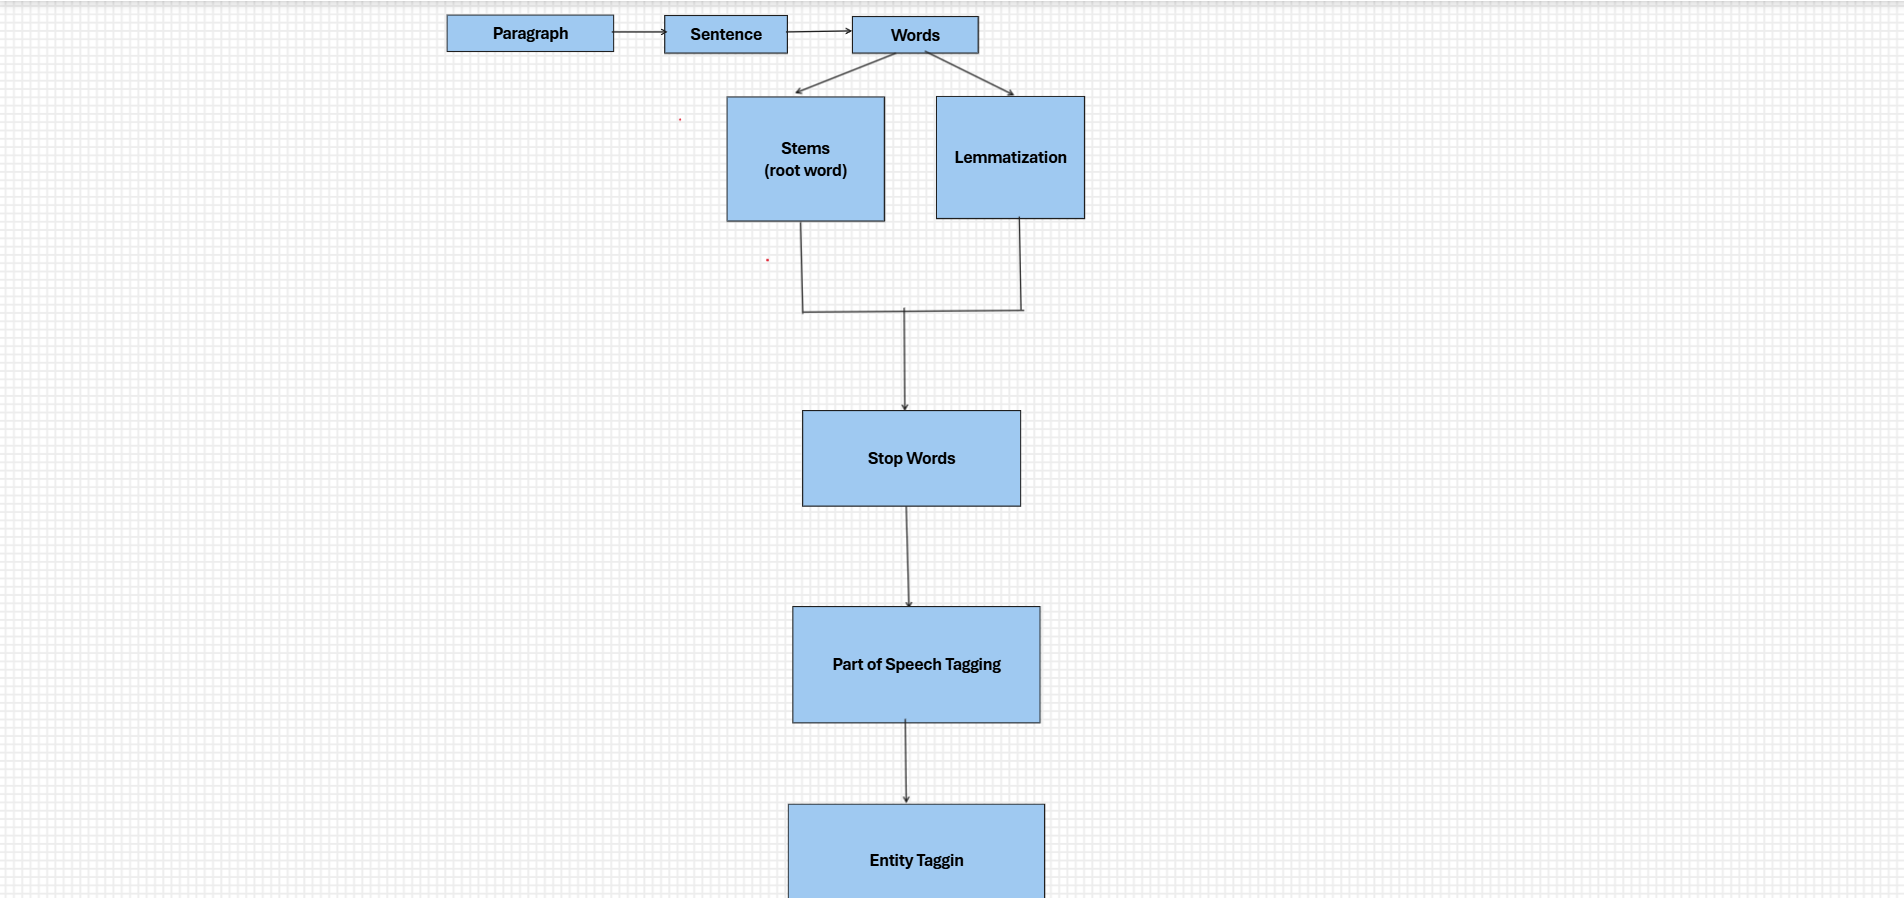 Paragraph
Sentence
Words
Stems
(root word)
Lemmatization
Stop Words
Part of Speech Tagging
Entity Taggin